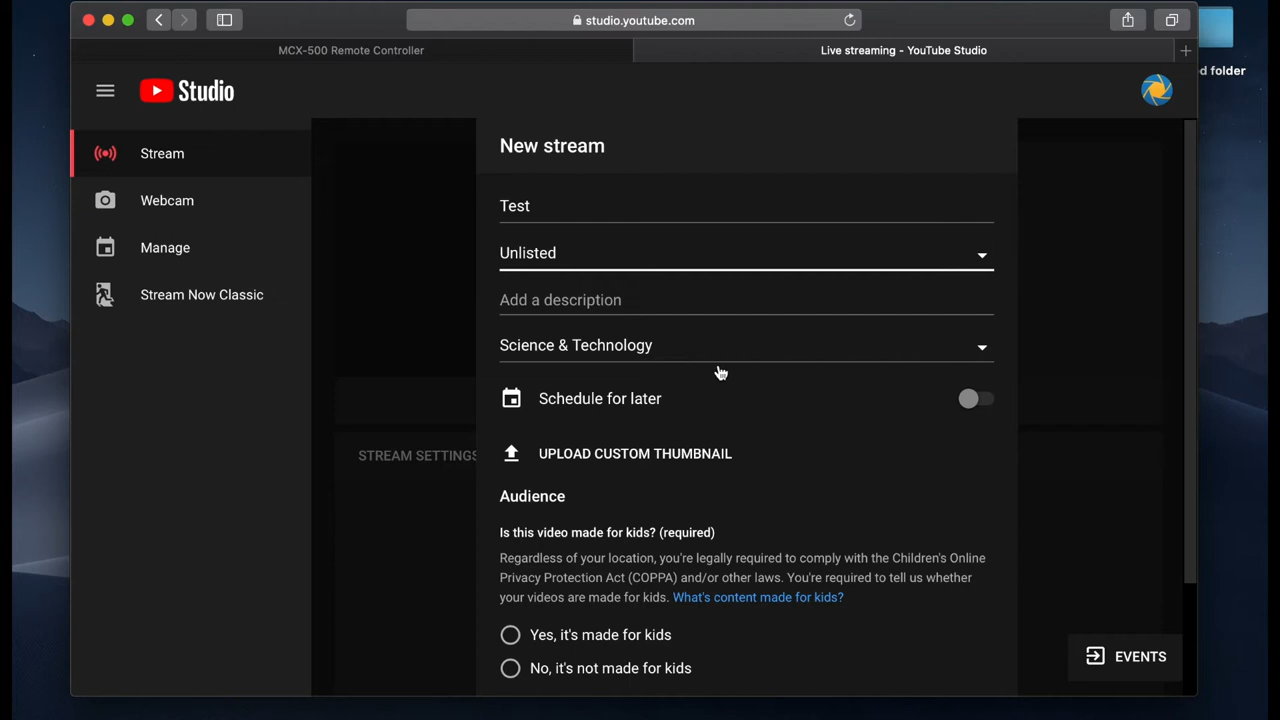 studio.youtube.com
MCX-500 Remote Controller
Live streaming - YouTube Studio
d folder
Studio
Stream
Webcam
Manage
Stream Now Classic
New stream
Test
Unlisted
Add a description
Science & Technology
Schedule for later
STREAM SETTINGS
UPLOAD CUSTOM THUMBNAIL
Audience
Is this video made for kids? (required)
Regardless of your location, you're legally required to comply with the Children's Online
Privacy Protection Act (COPPA) and/or other laws. You're required to tell us whether
your videos are made for kids. What's content made for kids?
Yes, it's made for kids
No, it's not made for kids
EVENTS